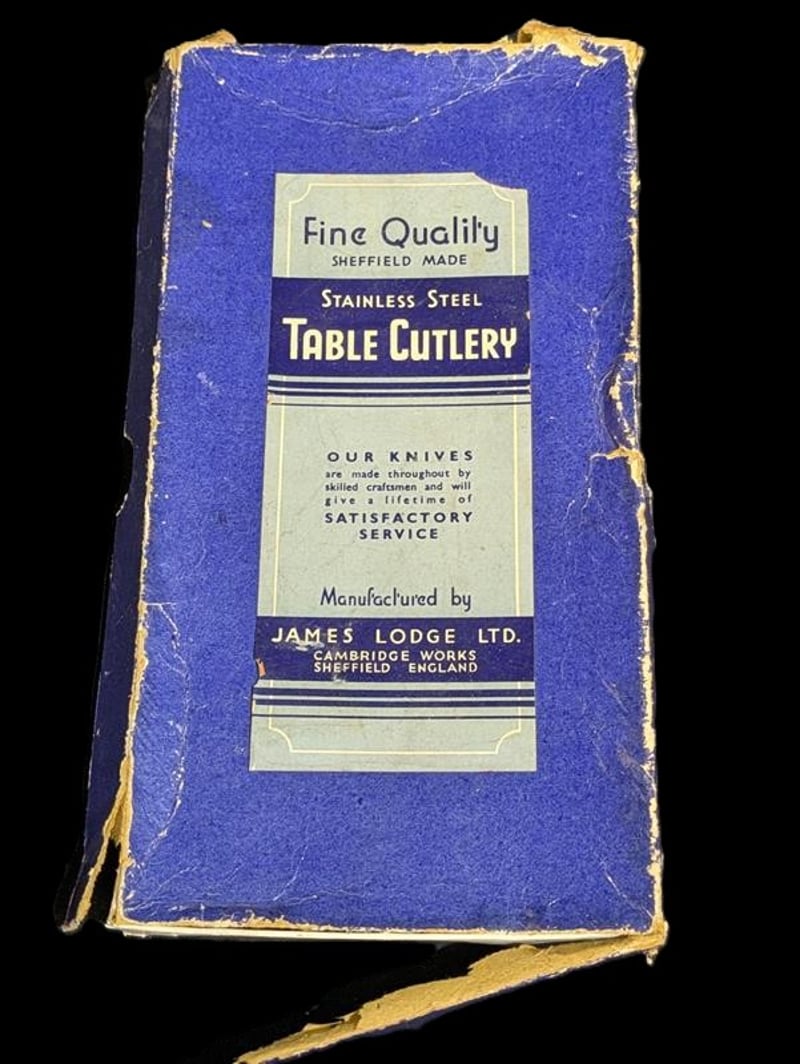 Fine Quality
SHEFFIELD MADE
STAINLESS STEEL
TABLE CUTLERY
OUR KNIVES
are made throughout by
skilled craftsmen and will
give a lifetime of
SATISFACTORY
SERVICE
Manufactured by
JAMES LODGE LTD.
CAMBRIDGE WORKS
SHEFFIELD ENGLAND